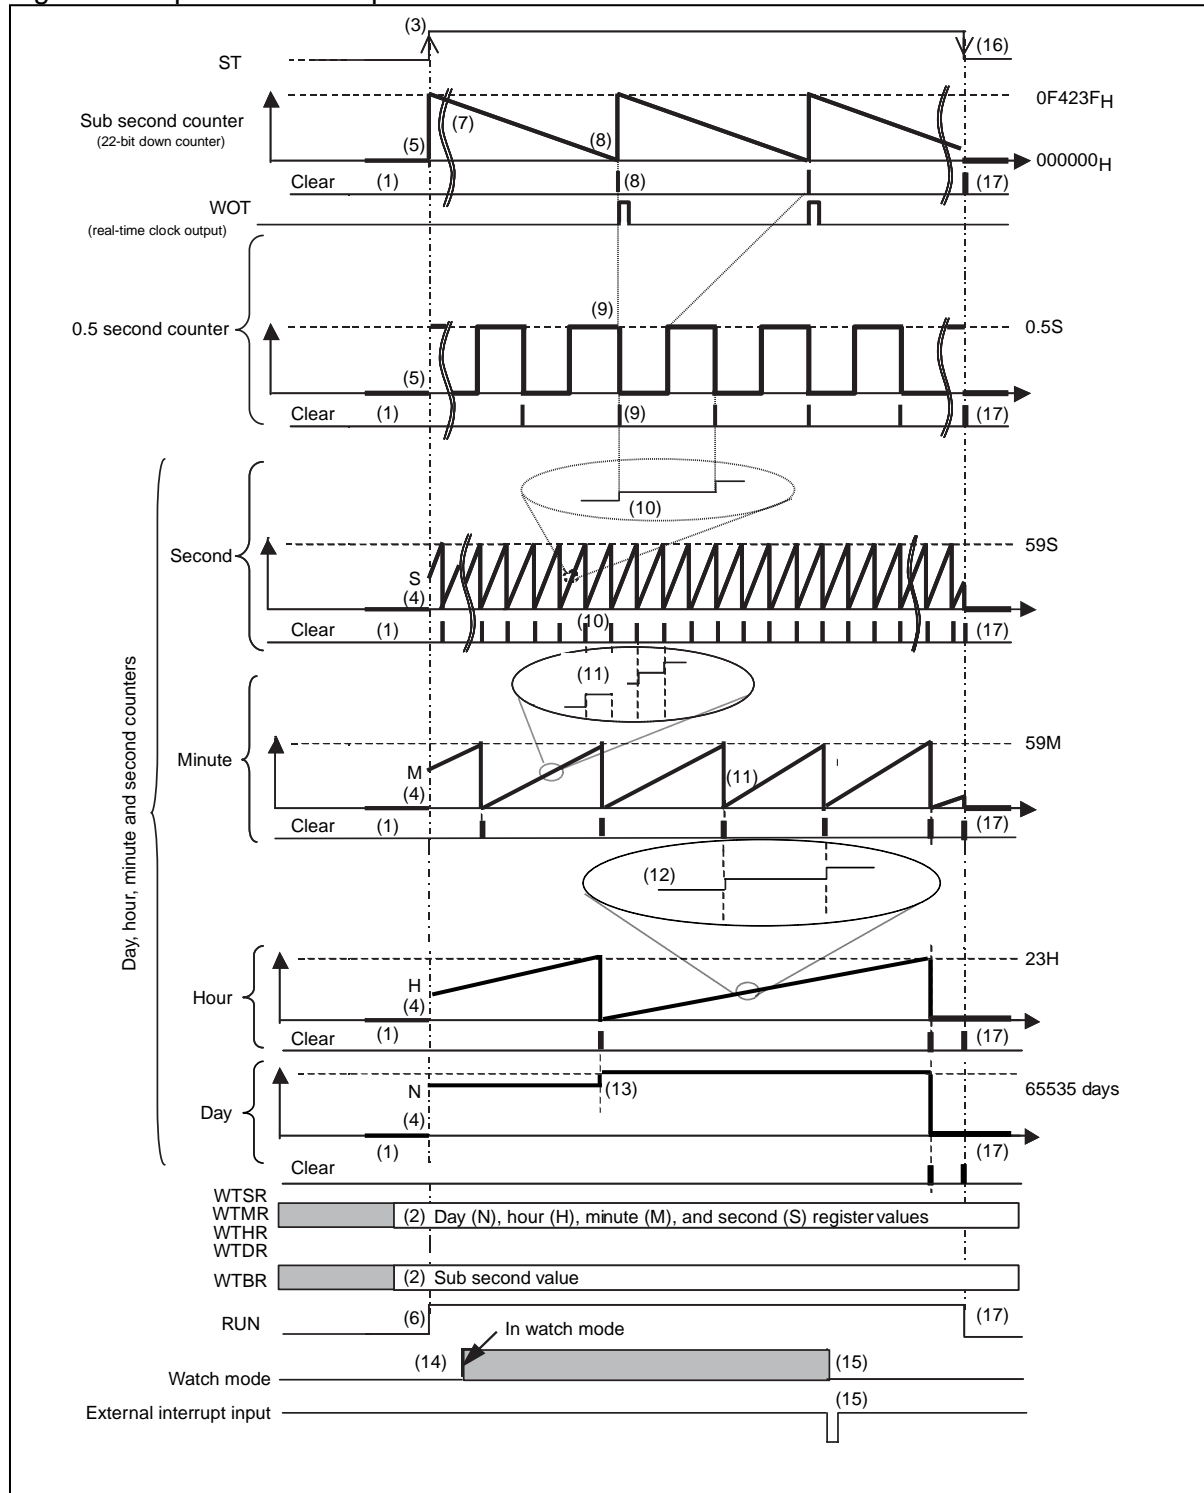 (3)
(16)
ST
0F423FH
Sub second counter
(22-bit down counter)
(7)
(5)
(8)
000000H
Clear
(1)
(8)
(17)
WOT
(real-time clock output)
(9)
0.5 second counter
0.5S
(5)
Clear
(1)
(9)
(17)
(10)
Day, hour, minute and second counters
Second
59S
S
(4)
Clear
(1)
(10)
(17)
(11)
Minute
59M
M
(4)
(11)
Clear
(1)
(17)
(12)
Hour
23H
H
(4)
(1)
Clear
(17)
Day
N
(13)
65535 days
(4)
(1)
(17)
Clear
WTSR
WTMR
WTHR
WTDR
(2) Day (N), hour (H), minute (M), and second (S) register values
WTBR
(2) Sub second value
RUN
(6)
(17)
In watch mode
(14)
(15)
Watch mode
External interrupt input
(15)